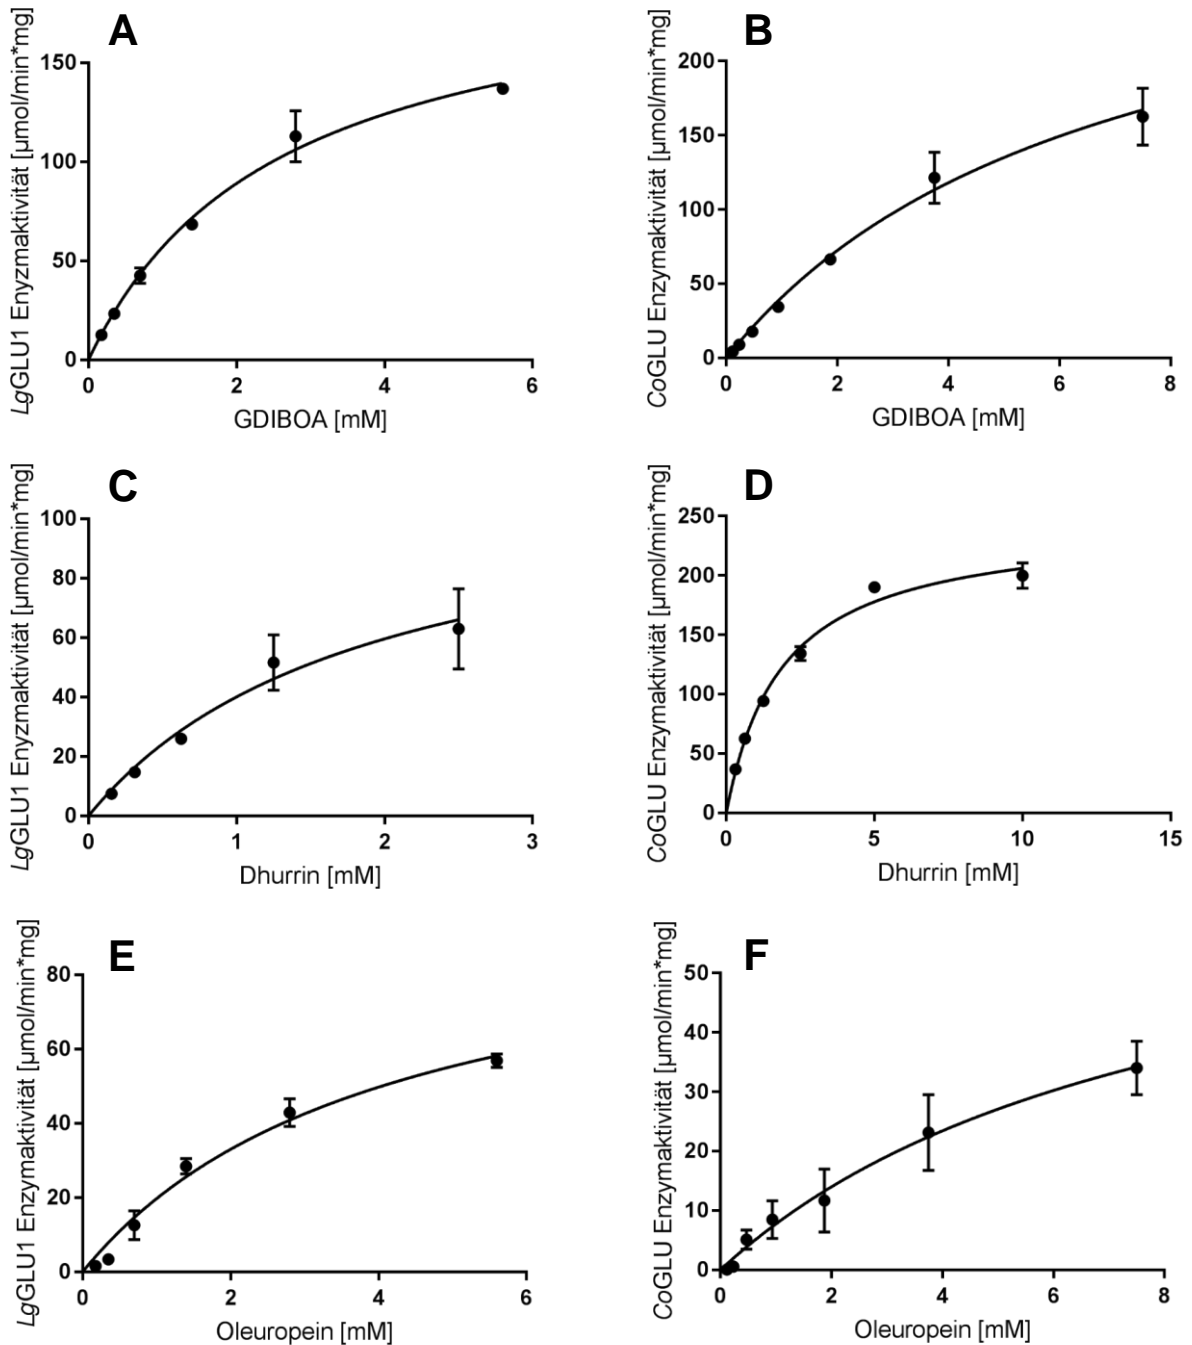 A
LgGLU1 Enyzmaktivität [µmol/min*mg]
150
100
50
0
0 2 4 6
GDIBOA [mM]
B
CoGLU Enzymaktivität [µmol/min*mg]
200
150
100
50
0
0 2 4 6 8
GDIBOA [mM]
C
LgGLU1 Enyzmaktivität [µmol/min*mg]
100
80
60
40
20
0
0 1 2 3
Dhurrin [mM]
D
CoGLU Enzymaktivität [µmol/min*mg]
250
200
150
100
50
0
0 5 10 15
Dhurrin [mM]
E
LgGLU1 Enzymaktivität [µmol/min*mg]
80
60
40
20
0
0 2 4 6
Oleuropein [mM]
F
CoGLU Enzymaktivität [µmol/min*mg]
50
40
30
20
10
0
0 2 4 6 8
Oleuropein [mM]